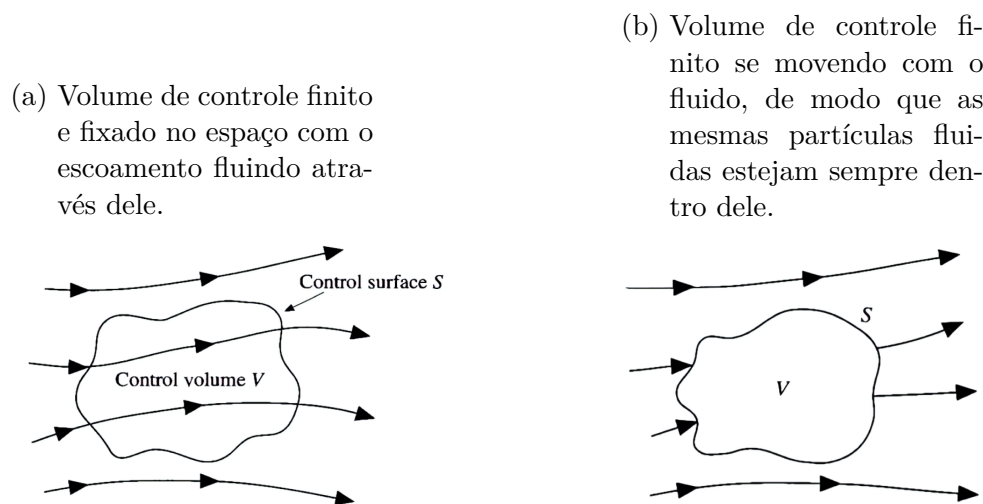 (a) Volume de controle finito
e fixado no espaço com o
escoamento fluindo atra-
vés dele.
Control surface S
Control volume V
(b) Volume de controle fi-
nito se movendo com o
fluido, de modo que as
mesmas partículas flui-
das estejam sempre den-
tro dele.
S
V